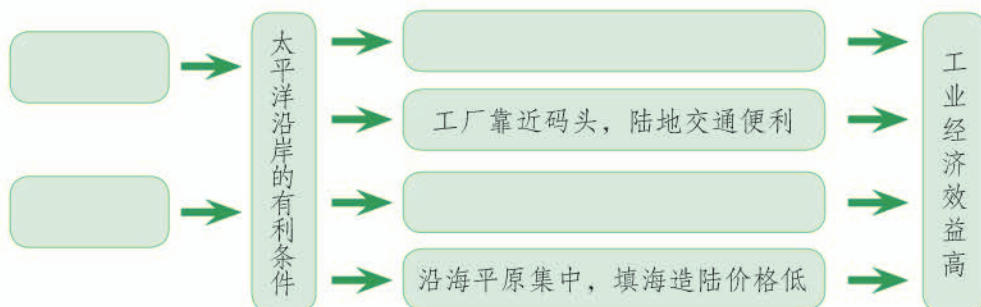 太平洋沿岸的有利条件
工厂靠近码头，陆地交通便利
沿海平原集中，填海造陆价格低
工业经济效益高